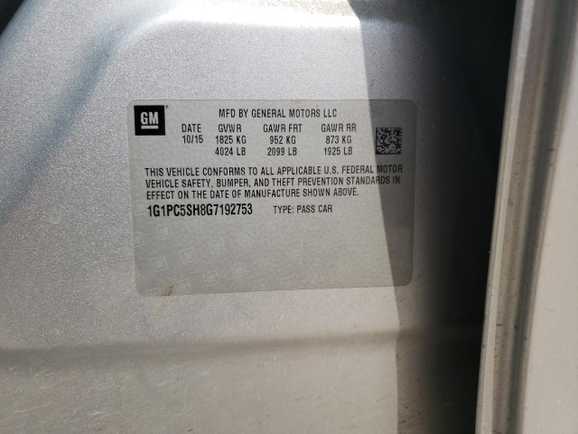 GM
MFD BY GENERAL MOTORS LLC
DATE GVWR GAWR FRT GAWR RR
10/15 1825 KG 952 KG 873 KG
4024 LB 2099 LB 1925 LB
THIS VEHICLE CONFORMS TO ALL APPLICABLE U.S. FEDERAL MOTOR
VEHICLE SAFETY, BUMPER, AND THEFT PREVENTION STANDARDS IN
EFFECT ON THE DATE OF MANUFACTURE SHOWN ABOVE.
1G1PC5SH8G7192753 TYPE: PASS CAR